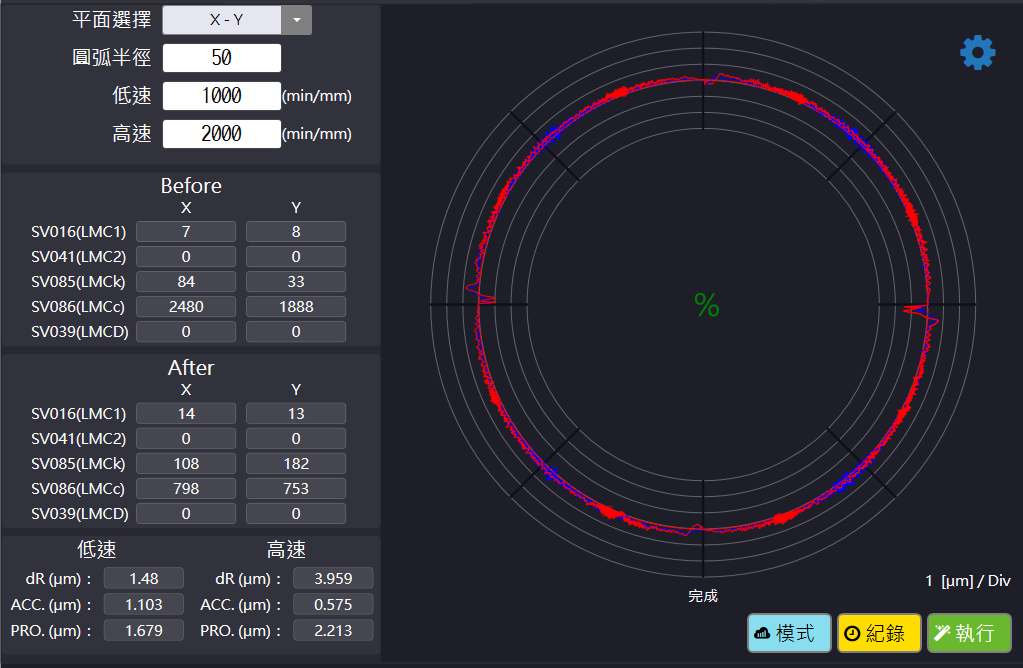 平面選擇 X - Y
圓弧半徑 50
低速 1000 (min/mm)
高速 2000 (min/mm)
Before
X Y
SV016(LMC1) 7 8
SV041(LMC2) 0 0
SV085(LMCk) 84 33
SV086(LMCc) 2480 1888
SV039(LMCD) 0 0
After
X Y
SV016(LMC1) 14 13
SV041(LMC2) 0 0
SV085(LMCk) 108 182
SV086(LMCc) 798 753
SV039(LMCD) 0 0
低速 高速
dR (μm) : 1.48 dR (μm) : 3.959
ACC. (μm) : 1.103 ACC. (μm) : 0.575
PRO. (μm) : 1.679 PRO. (μm) : 2.213
%
1 [μm] / Div
完成
模式 紀錄 執行